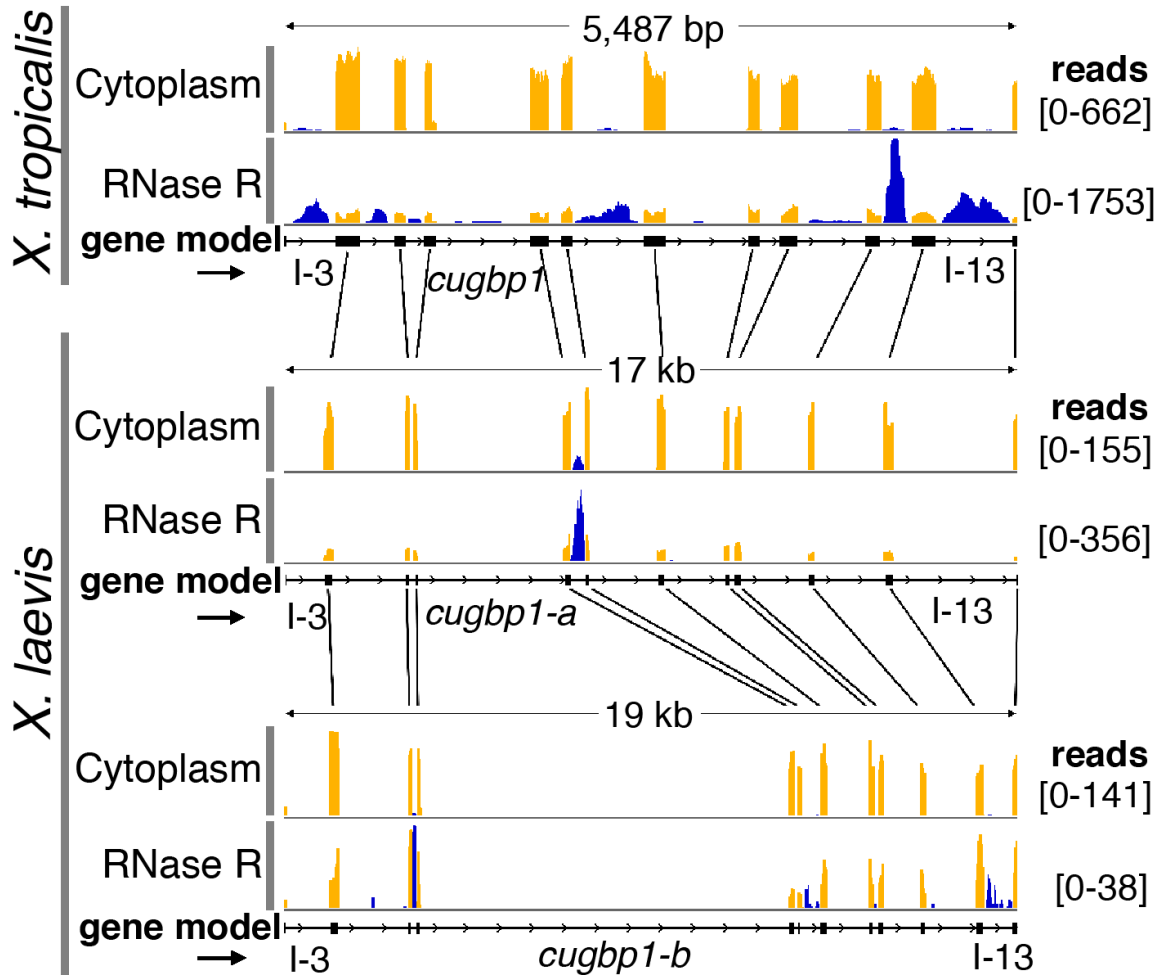 X. tropicalis
5,487 bp
Cytoplasm
reads
[0-662]
RNase R
[0-1753]
gene model
I-3
cugbp1
I-13
X. laevis
17 kb
Cytoplasm
reads
[0-155]
RNase R
[0-356]
gene model
I-3
cugbp1-a
I-13
19 kb
Cytoplasm
reads
[0-141]
RNase R
[0-38]
gene model
I-3
cugbp1-b
I-13